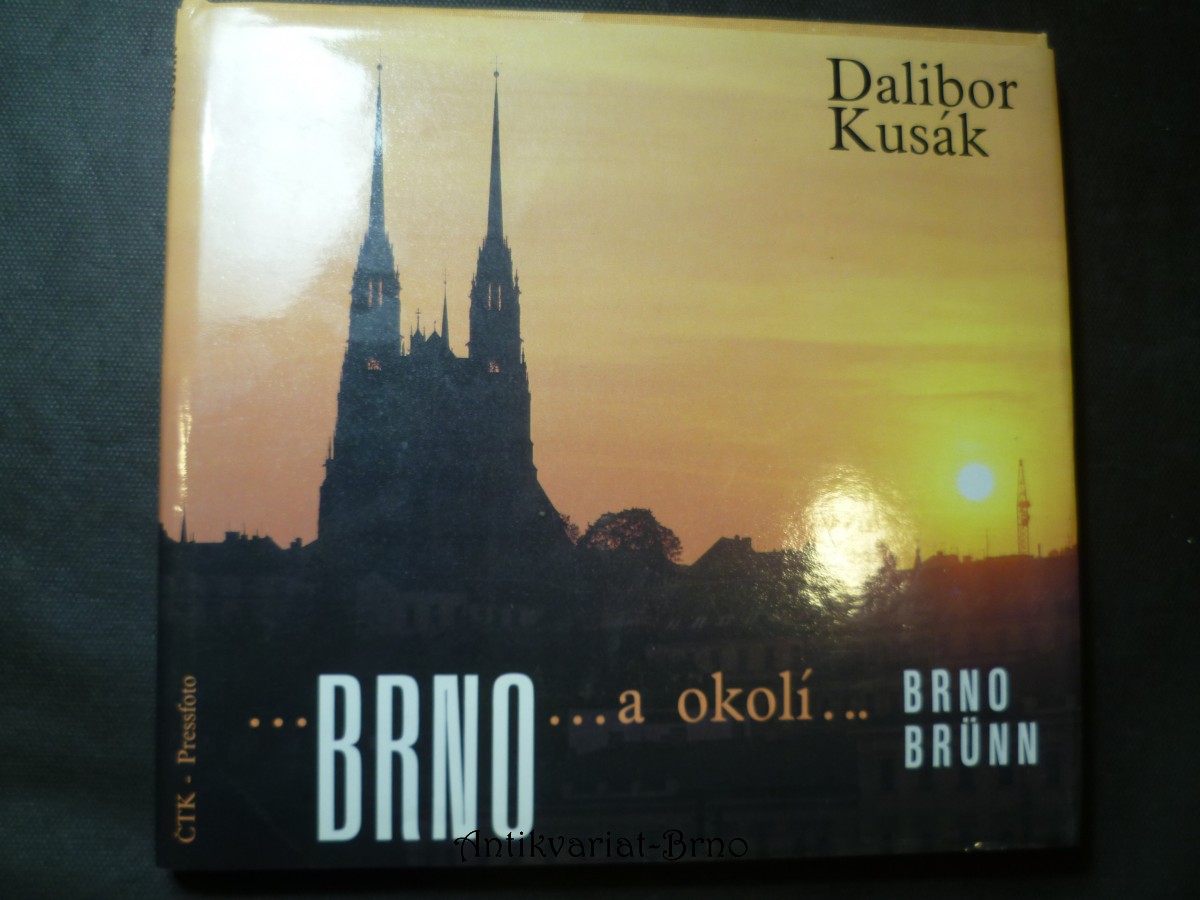 Dalibor
Kusák
...BRNO...a okolí...
BRNO
BRÜNN
ČTK - Pressfoto
Antikvariat-Brno